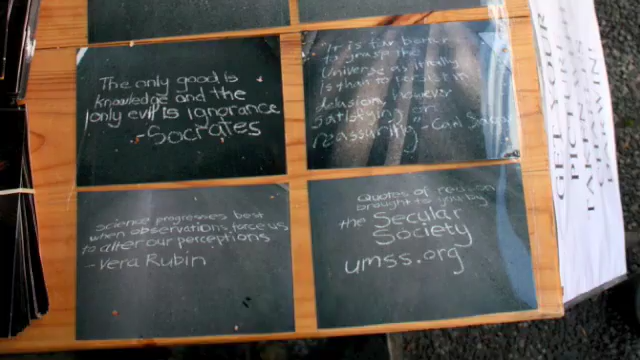 The only good is
knowledge and the
only evil is ignorance
-Socrates
"It is far better
to grasp the
Universe as it really
is than to persist in
delusion, however
satisfying or
reassuring" - Carl Sagan
Science progresses best
when observations force us
to alter our perceptions
- Vera Rubin
Quotes of reason
brought to you by
the Secular
Society
umss.org